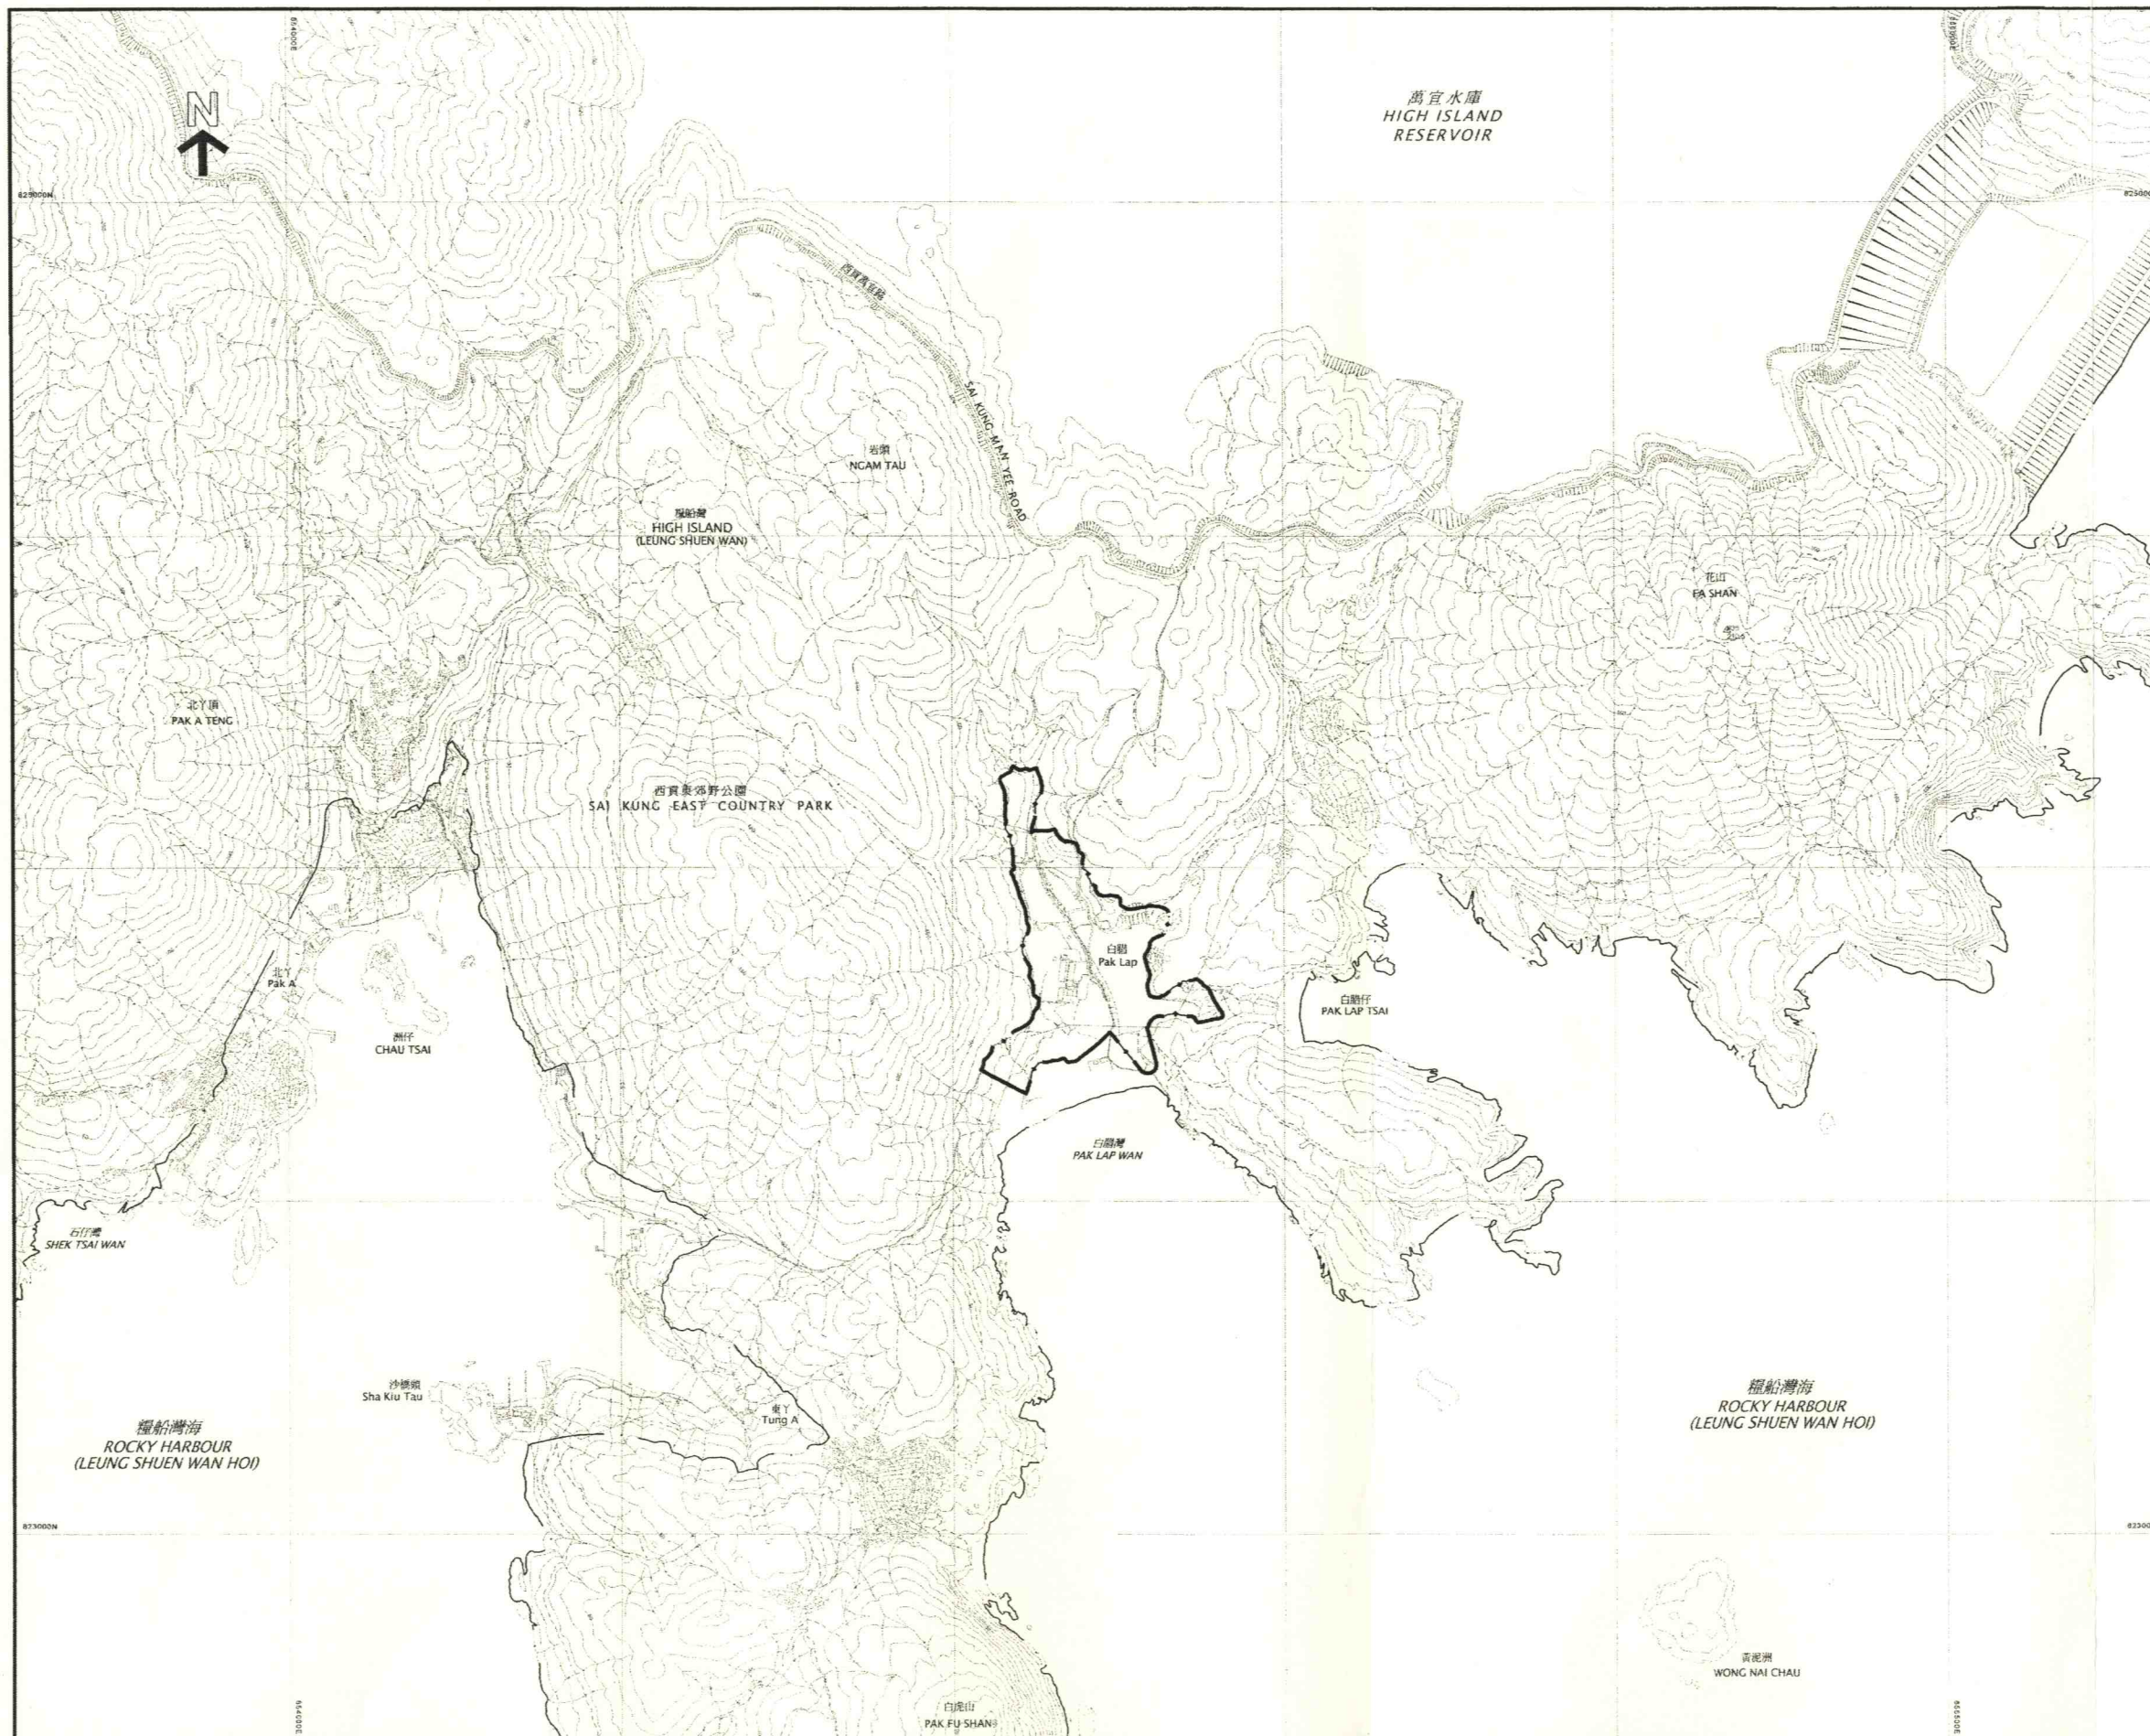 N
萬宜水庫
HIGH ISLAND
RESERVOIR
西貢萬宜路
SAI KUNG MAN YEE ROAD
岩頭
NGAM TAU
糧船灣
HIGH ISLAND
(LEUNG SHUEN WAN)
花山
FA SHAN
北丫頂
PAK A TENG
西貢東郊野公園
SAI KUNG EAST COUNTRY PARK
白腊
Pak Lap
北丫
Pak A
白腊仔
PAK LAP TSAI
洲仔
CHAU TSAI
白腊灣
PAK LAP WAN
石仔灣
SHEK TSAI WAN
沙橋頭
Sha Kiu Tau
東丫
Tung A
糧船灣海
ROCKY HARBOUR
(LEUNG SHUEN WAN HOI)
糧船灣海
ROCKY HARBOUR
(LEUNG SHUEN WAN HOI)
823000N
黃泥洲
WONG NAI CHAU
白虎山
PAK FU SHAN